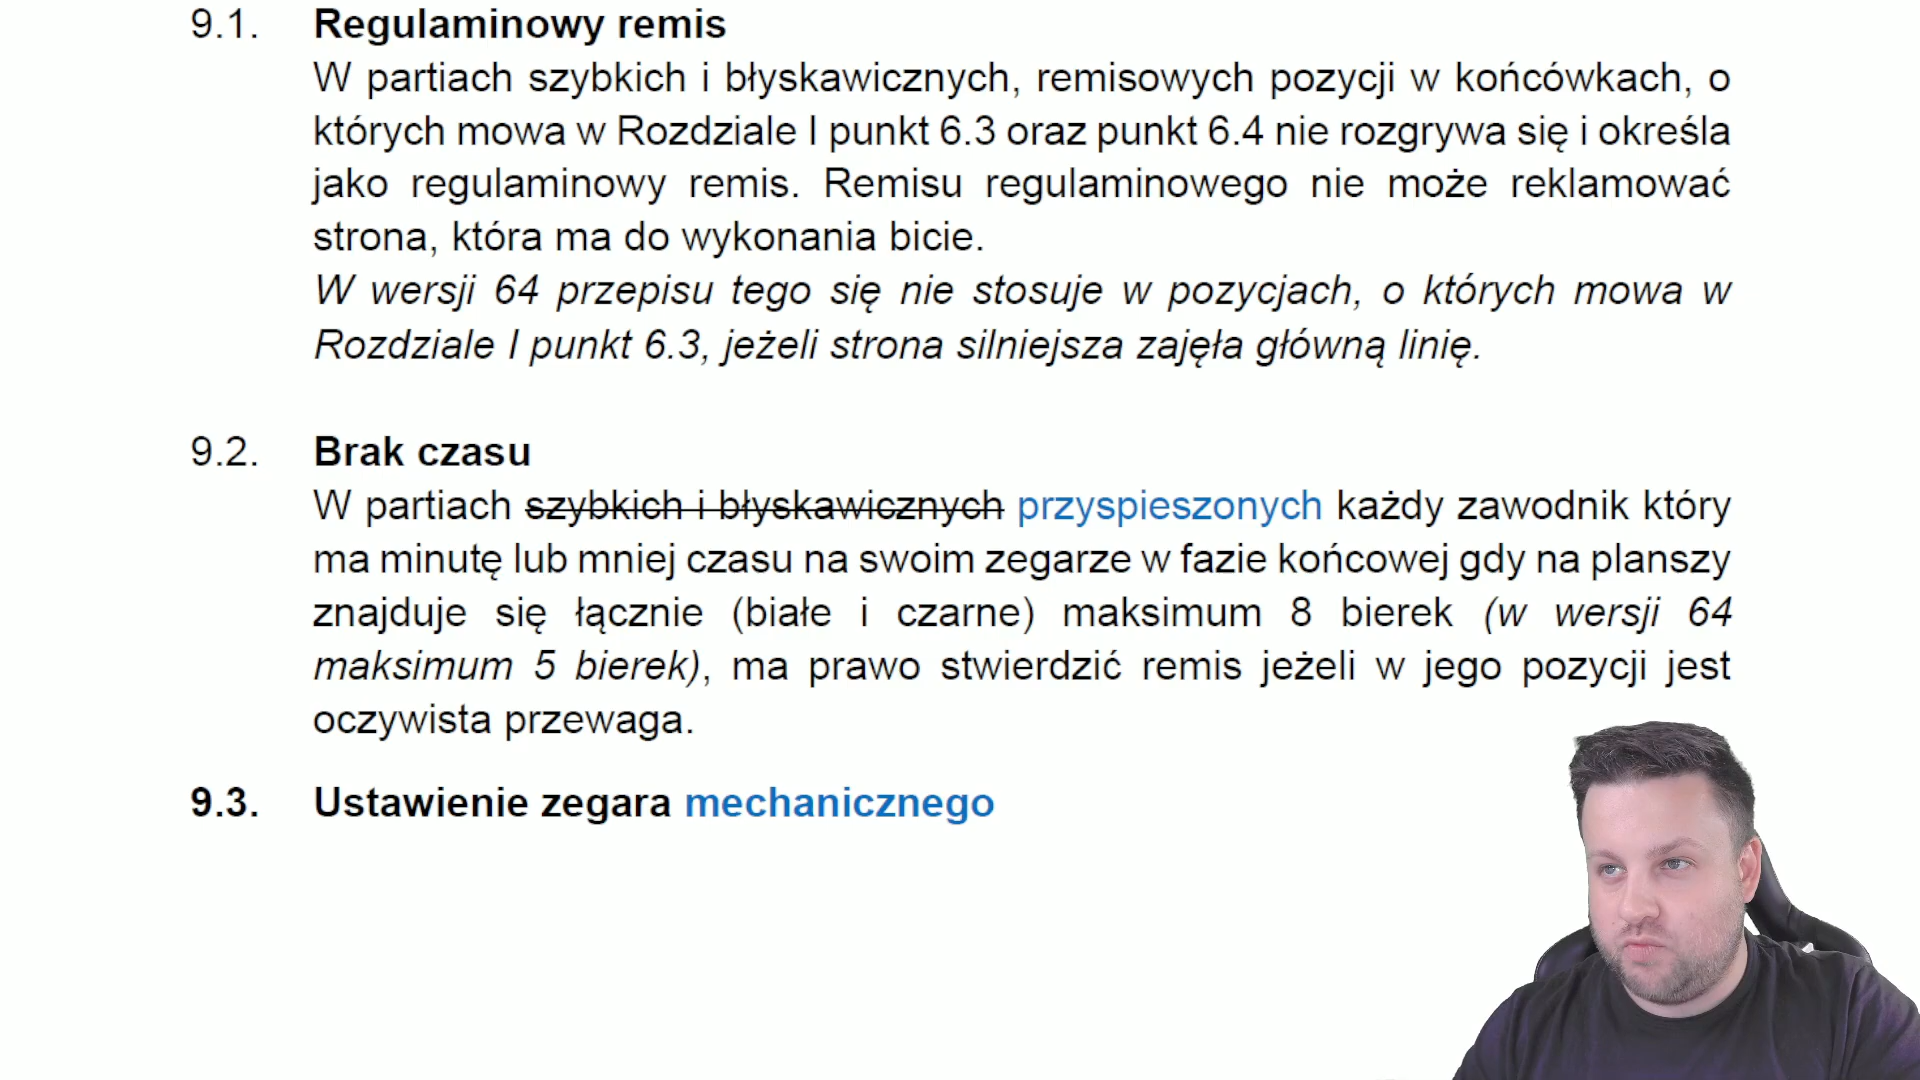 9.1. Regulaminowy remis
W partiach szybkich i błyskawicznych, remisowych pozycji w końcówkach, o
których mowa w Rozdziale I punkt 6.3 oraz punkt 6.4 nie rozgrywa się i określa
jako regulaminowy remis. Remisu regulaminowego nie może reklamować
strona, która ma do wykonania bicie.
W wersji 64 przepisu tego się nie stosuje w pozycjach, o których mowa w
Rozdziale I punkt 6.3, jeżeli strona silniejsza zajęła główną linię.
9.2. Brak czasu
W partiach szybkich i błyskawicznych przyspieszonych każdy zawodnik który
ma minutę lub mniej czasu na swoim zegarze w fazie końcowej gdy na planszy
znajduje się łącznie (białe i czarne) maksimum 8 bierek (w wersji 64
maksimum 5 bierek), ma prawo stwierdzić remis jeżeli w jego pozycji jest
oczywista przewaga.
9.3. Ustawienie zegara mechanicznego